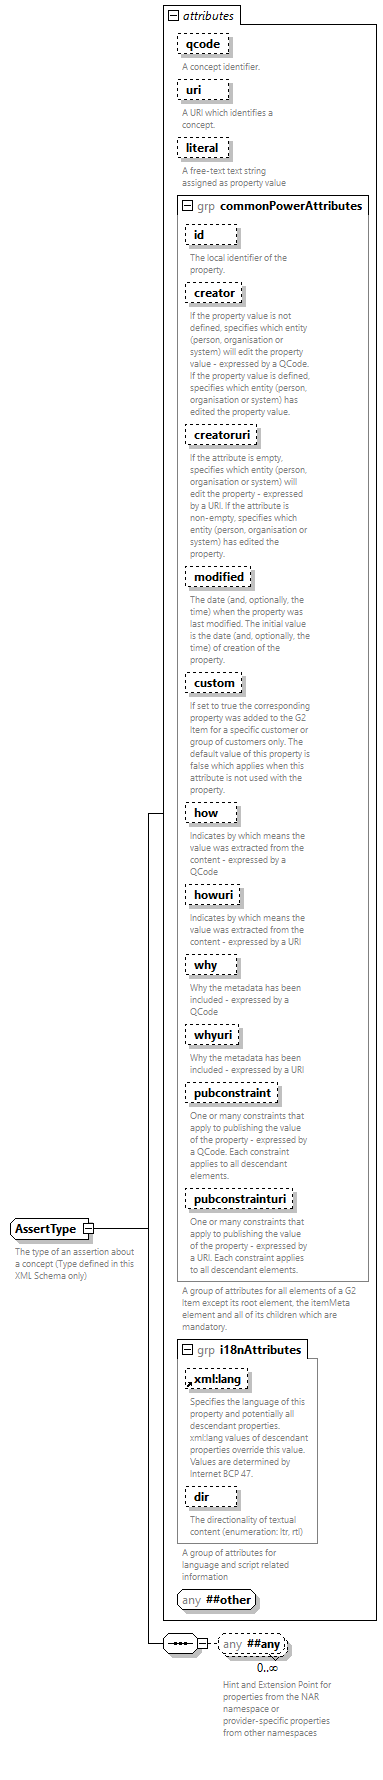 attributes
qcode
A concept identifier.
uri
A URI which identifies a
concept.
literal
A free-text text string
assigned as property value
grp commonPowerAttributes
id
The local identifier of the
property.
creator
If the property value is not
defined, specifies which entity
(person, organisation or
system) will edit the property
value - expressed by a QCode.
If the property value is defined,
specifies which entity (person,
organisation or system) has
edited the property value.
creatoruri
If the attribute is empty,
specifies which entity (person,
organisation or system) will
edit the property - expressed
by a URI. If the attribute is
non-empty, specifies which
entity (person, organisation or
system) has edited the
property.
modified
The date (and, optionally, the
time) when the property was
last modified. The initial value
is the date (and, optionally, the
time) of creation of the
property.
custom
If set to true the corresponding
property was added to the G2
Item for a specific customer or
group of customers only. The
default value of this property is
false which applies when this
attribute is not used with the
property.
how
Indicates by which means the
value was extracted from the
content - expressed by a
QCode
howuri
Indicates by which means the
value was extracted from the
content - expressed by a URI
why
Why the metadata has been
included - expressed by a
QCode
whyuri
Why the metadata has been
included - expressed by a URI
pubconstraint
One or many constraints that
apply to publishing the value
of the property - expressed by
a QCode. Each constraint
applies to all descendant
elements.
pubconstrainturi
One or many constraints that
apply to publishing the value
of the property - expressed by
a URI. Each constraint applies
to all descendant elements.
A group of attributes for all elements of a G2
Item except its root element, the itemMeta
element and all of its children which are
mandatory.
grp i18nAttributes
xml:lang
Specifies the language of this
property and potentially all
descendant properties.
xml:lang values of descendant
properties override this value.
Values are determined by
Internet BCP 47.
dir
The directionality of textual
content (enumeration: ltr, rtl)
A group of attributes for
language and script related
information
any ##other
AssertType
The type of an assertion about
a concept (Type defined in this
XML Schema only)
any ##any
0..∞
Hint and Extension Point for
properties from the NAR
namespace or
provider-specific properties
from other namespaces